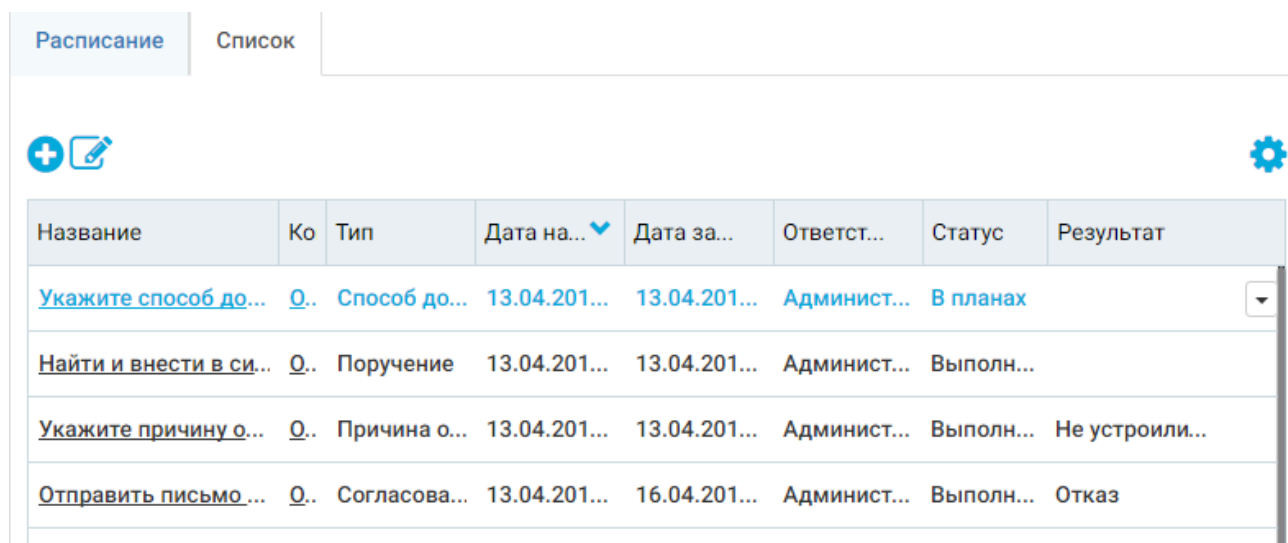 Расписание Список
Название Ко Тип Дата на... Дата за... Ответст... Статус Результат
Укажите способ до... О.. Способ до... 13.04.201... 13.04.201... Админист... В планах
Найти и внести в си... О.. Поручение 13.04.201... 13.04.201... Админист... Выполн...
Укажите причину о... О.. Причина о... 13.04.201... 13.04.201... Админист... Выполн... Не устроили...
Отправить письмо ... О.. Согласова... 13.04.201... 16.04.201... Админист... Выполн... Отказ